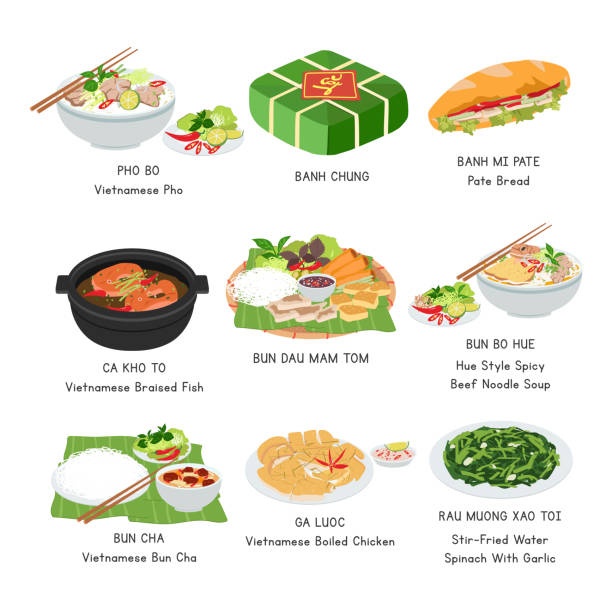 PHO BO
Vietnamese Pho
BANH CHUNG
BANH MI PATE
Pate Bread
CA KHO TO
Vietnamese Braised Fish
BUN DAU MAM TOM
BUN BO HUE
Hue Style Spicy
Beef Noodle Soup
BUN CHA
Vietnamese Bun Cha
GA LUOC
Vietnamese Boiled Chicken
RAU MUONG XAO TOI
Stir-Fried Water
Spinach With Garlic